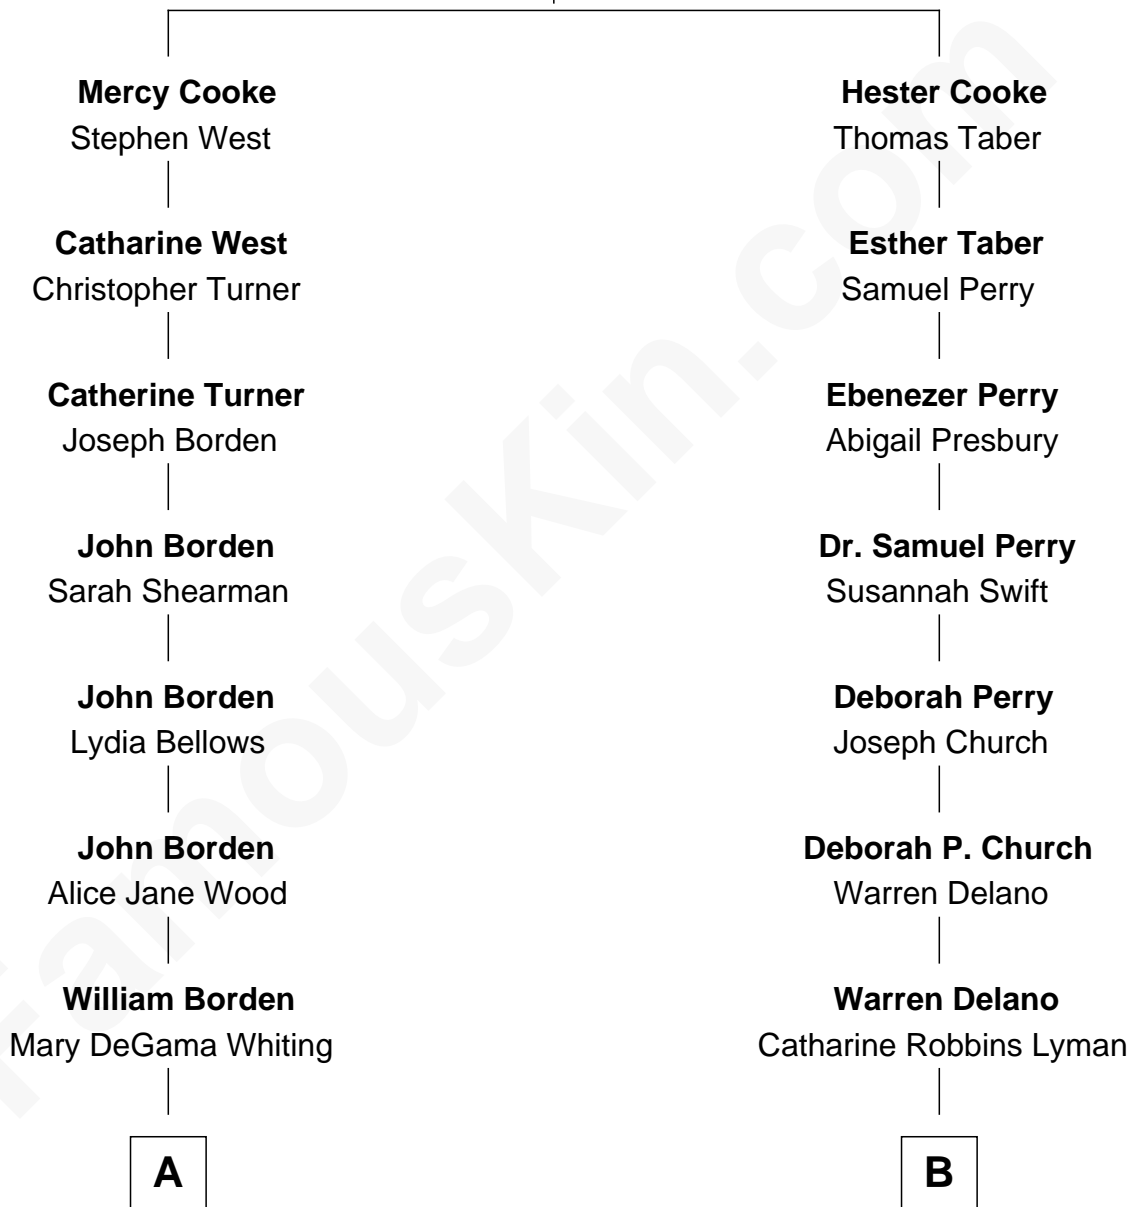 Mercy Cooke
Stephen West
Catharine West
Christopher Turner
Catherine Turner
Joseph Borden
John Borden
Sarah Shearman
John Borden
Lydia Bellows
John Borden
Alice Jane Wood
William Borden
Mary DeGama Whiting
A
Hester Cooke
Thomas Taber
Esther Taber
Samuel Perry
Ebenezer Perry
Abigail Presbury
Dr. Samuel Perry
Susannah Swift
Deborah Perry
Joseph Church
Deborah P. Church
Warren Delano
Warren Delano
Catharine Robbins Lyman
B
FamousKin.com